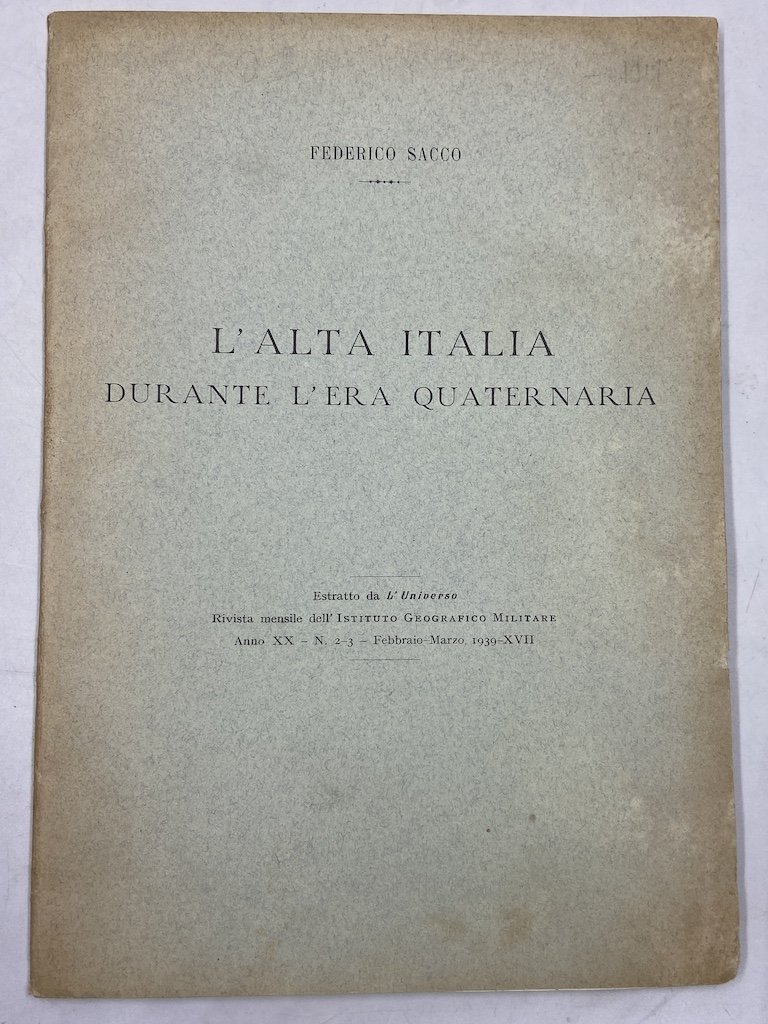 FEDERICO SACCO
L'ALTA ITALIA
DURANTE L'ERA QUATERNARIA
Estratto da L'Universo
Rivista mensile dell'ISTITUTO GEOGRAFICO MILITARE
Anno XX - N. 2-3 - Febbraio-Marzo, 1939-XVII